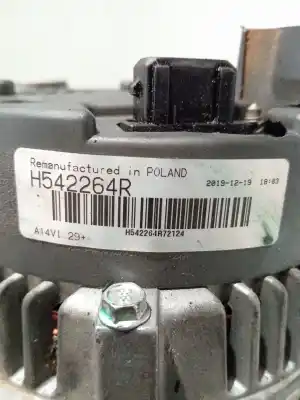 Remanufactured in POLAND
H542264R
2019-12-19 18:03
A14VI 29+
H542264R72124